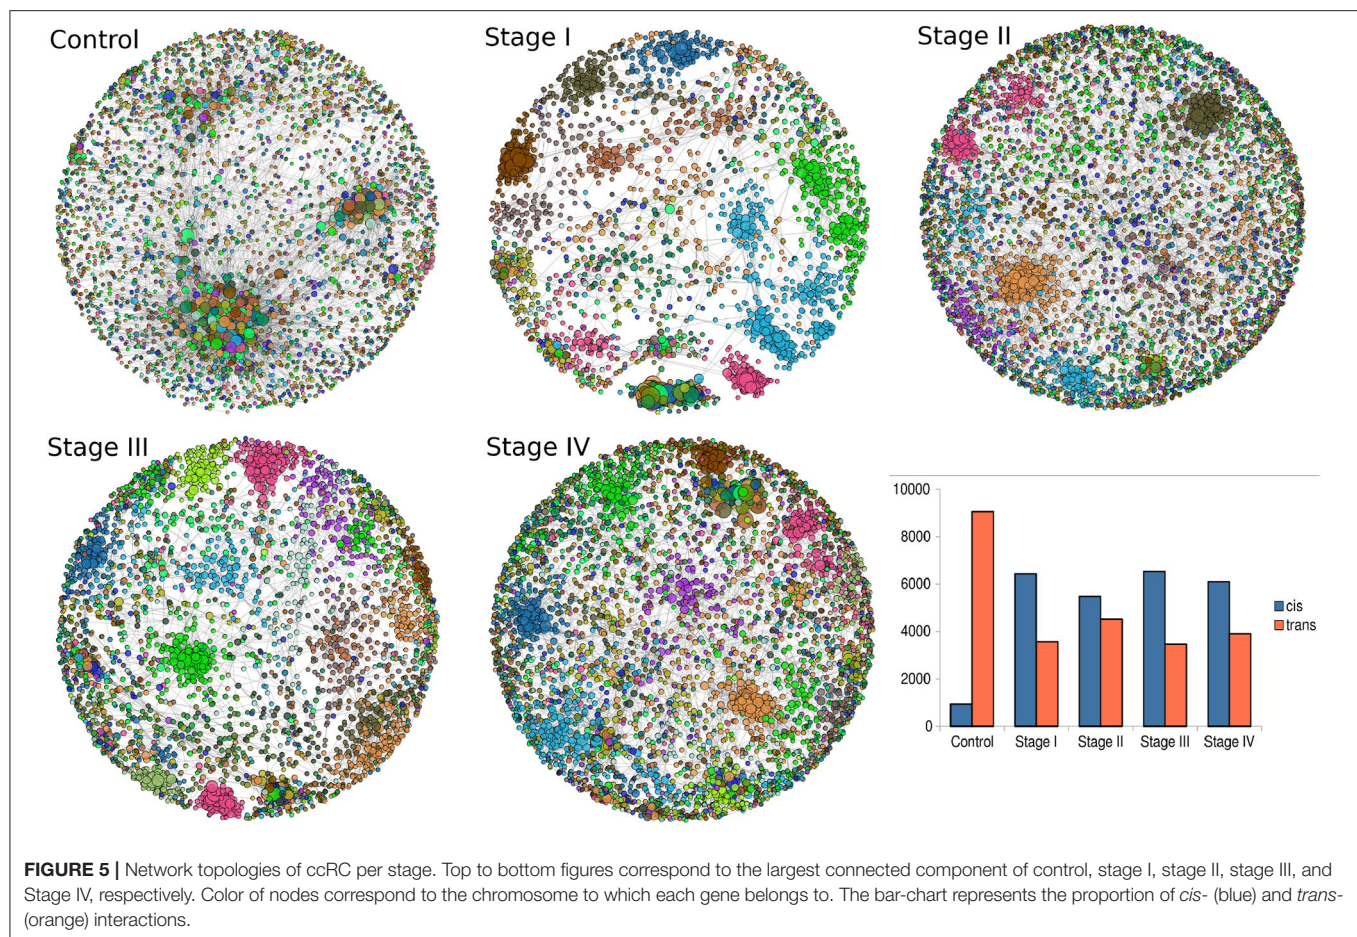 Control
Stage I
Stage II
Stage III
Stage IV
10000
8000
6000
4000
2000
0
Control Stage I Stage II Stage III Stage IV
cis
trans
FIGURE 5 | Network topologies of ccRC per stage. Top to bottom figures correspond to the largest connected component of control, stage I, stage II, stage III, and
Stage IV, respectively. Color of nodes correspond to the chromosome to which each gene belongs to. The bar-chart represents the proportion of cis- (blue) and trans-
(orange) interactions.